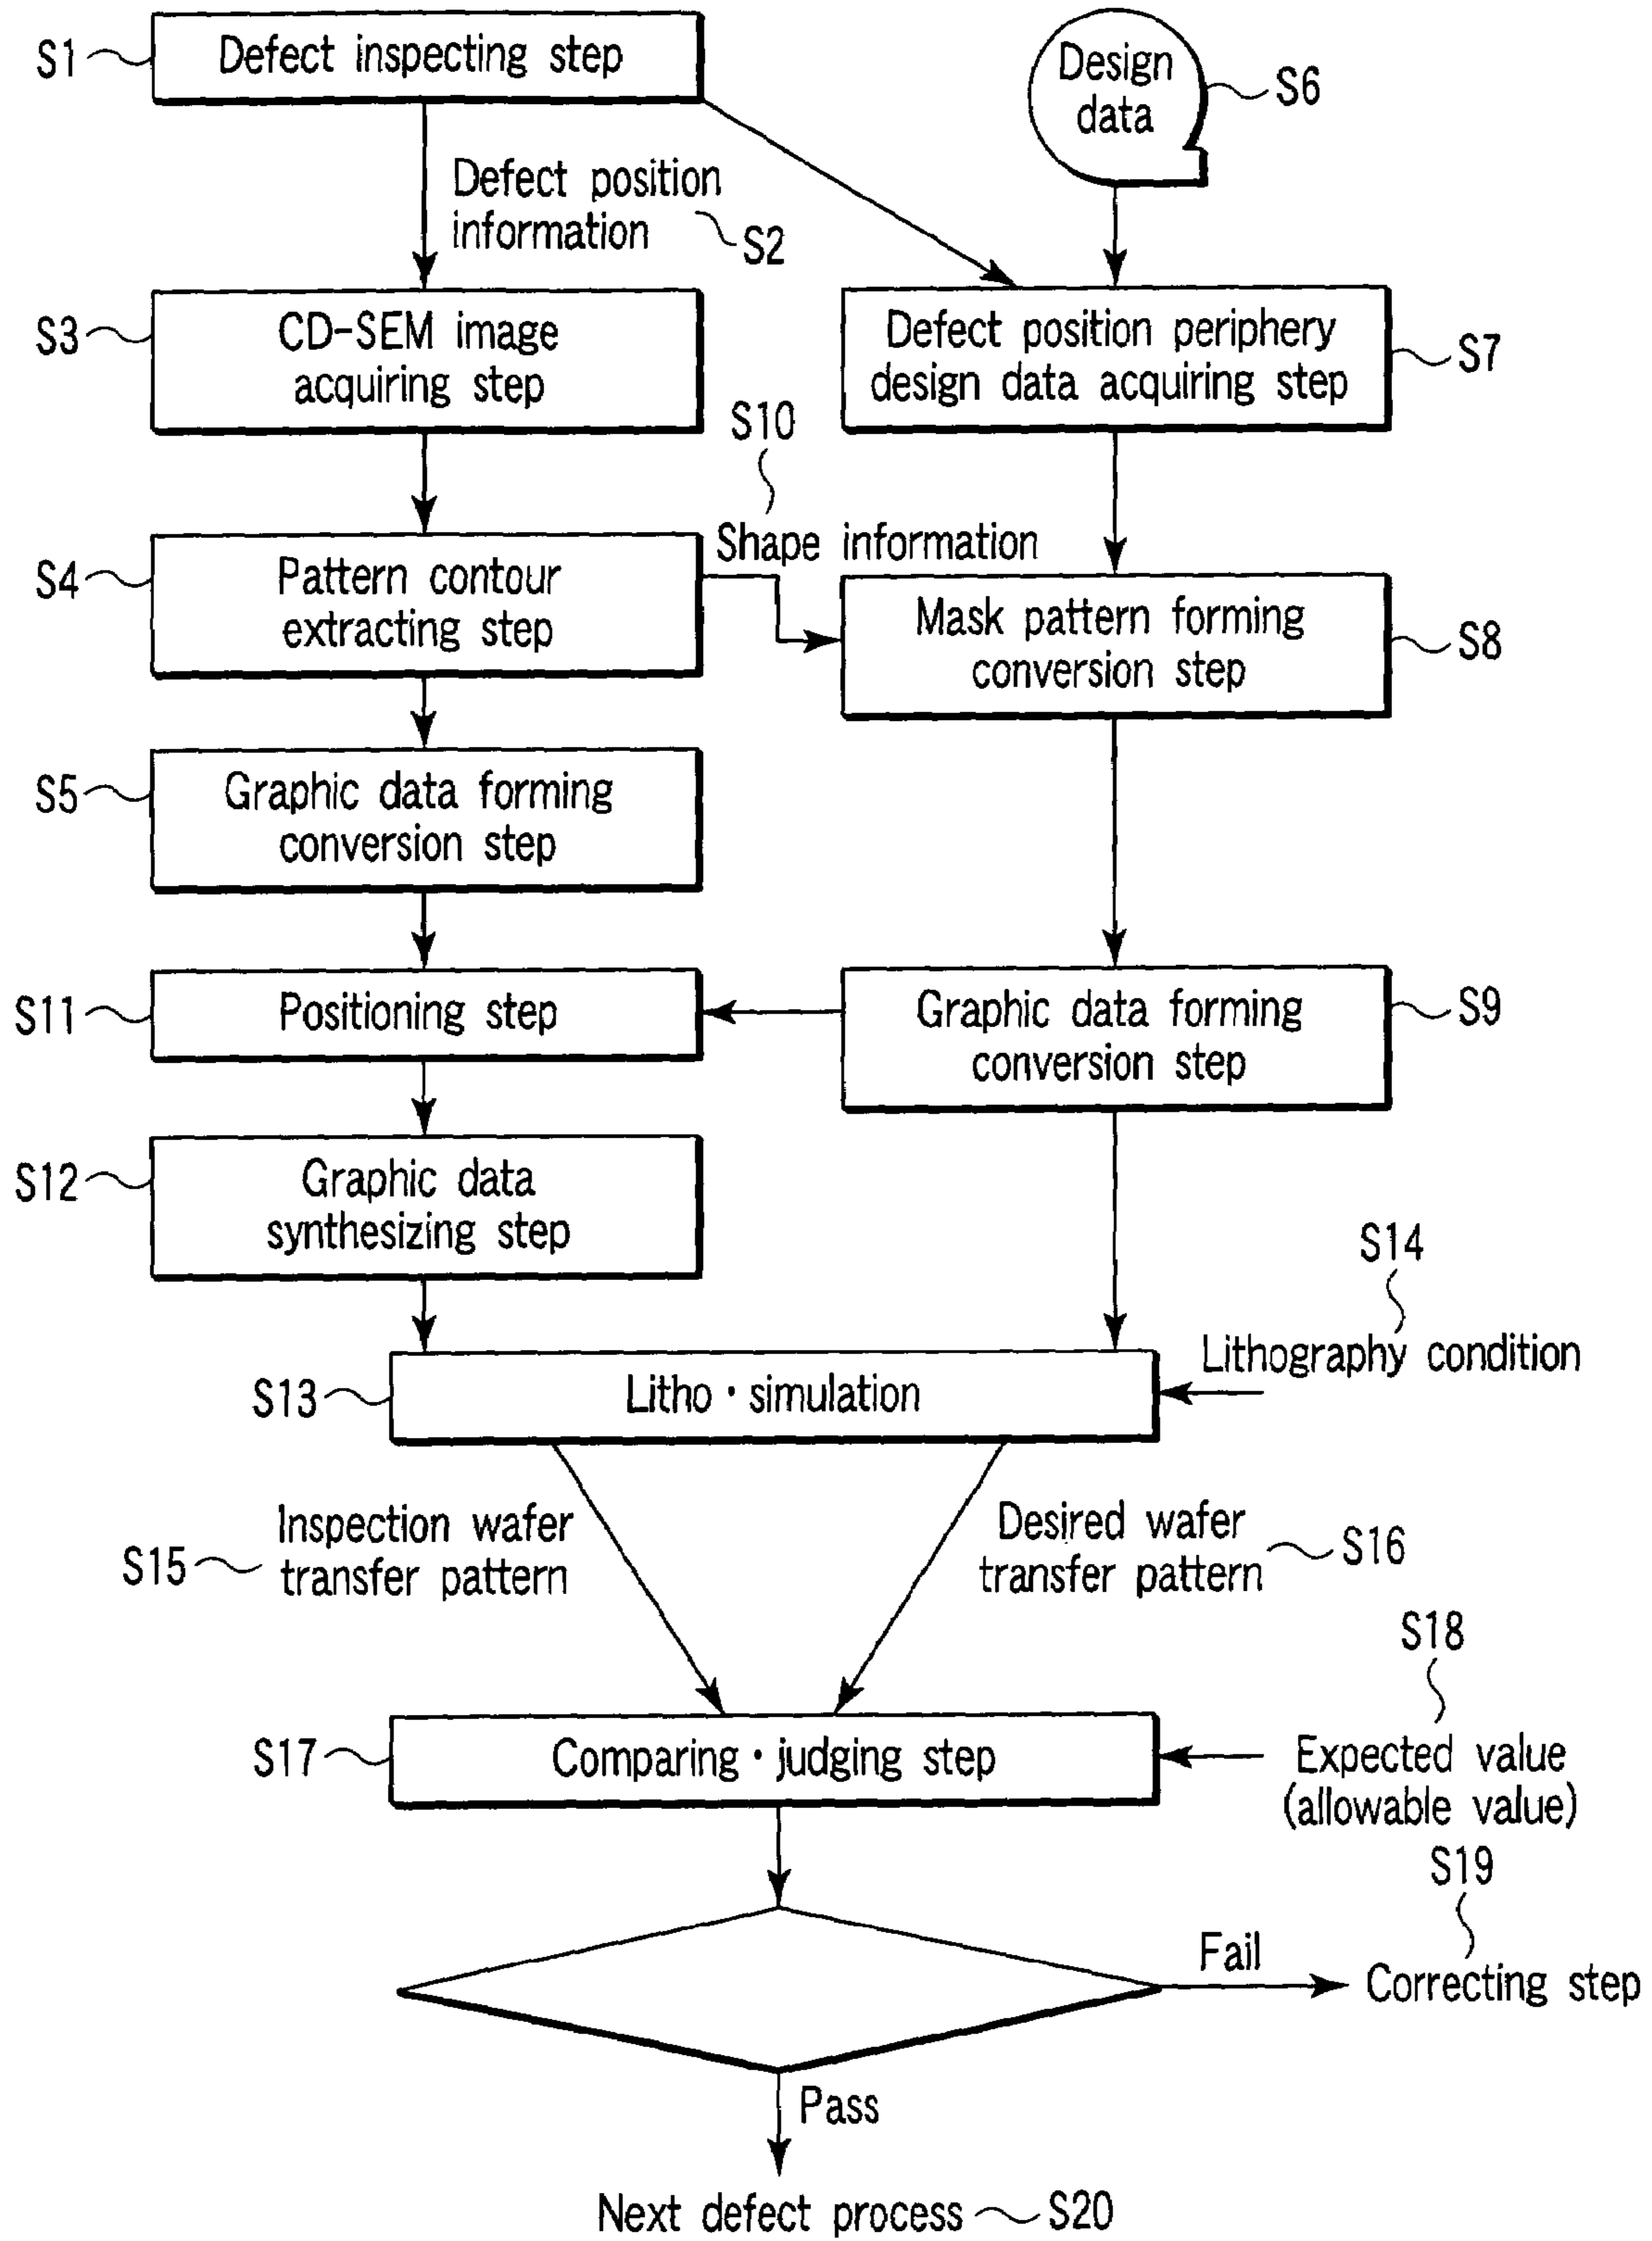 S1
Defect inspecting step
Design
data
S6
Defect position
information
S2
S3
CD-SEM image
acquiring step
Defect position periphery
design data acquiring step
S7
S10
Shape information
S4
Pattern contour
extracting step
Mask pattern forming
conversion step
S8
S5
Graphic data forming
conversion step
S11
Positioning step
Graphic data forming
conversion step
S9
S12
Graphic data
synthesizing step
S14
Lithography condition
S13
Litho・simulation
S15
Inspection wafer
transfer pattern
Desired wafer
transfer pattern
S16
S18
Expected value
(allowable value)
S17
Comparing・judging step
S19
Fail
Correcting step
Pass
Next defect process
S20